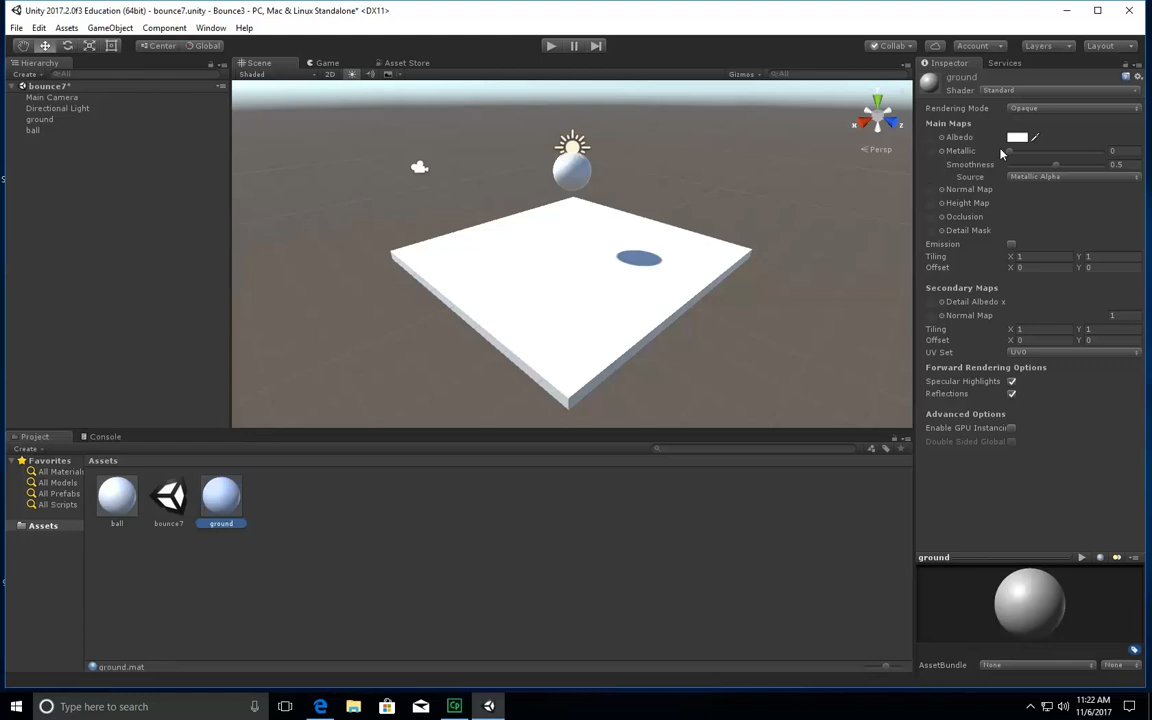 Unity 2017.2.0f3 Education (64bit) - bounce7.unity - Bounce3 - PC, Mac & Linux Standalone* <DX11>
File Edit Assets GameObject Component Window Help
Center Global Collab Account Layers Layout
Hierarchy Scene Game Asset Store Inspector Services
Create All Shaded 2D Gizmos All ground
bounce7* Shader Standard
Main Camera
Directional Light Rendering Mode Opaque
ground
ball
Main Maps
Albedo
Metallic 0
Smoothness 0.5
x z
Persp
Source Metallic Alpha
Normal Map
Height Map
Occlusion
Detail Mask
Emission
Tiling X 1 Y 1
Offset X 0 Y 0
Secondary Maps
Detail Albedo x
Normal Map 1
Tiling X 1 Y 1
Offset X 0 Y 0
UV Set UV0
Forward Rendering Options
Specular Highlights
Reflections
Advanced Options
Enable GPU Instancin
Double Sided Global
Project Console
Create
Favorites Assets
All Material
All Models
All Prefabs
All Scripts
Assets
ball bounce7 ground
ground
ground.mat
AssetBundle None None
Type here to search
11:22 AM
11/6/2017